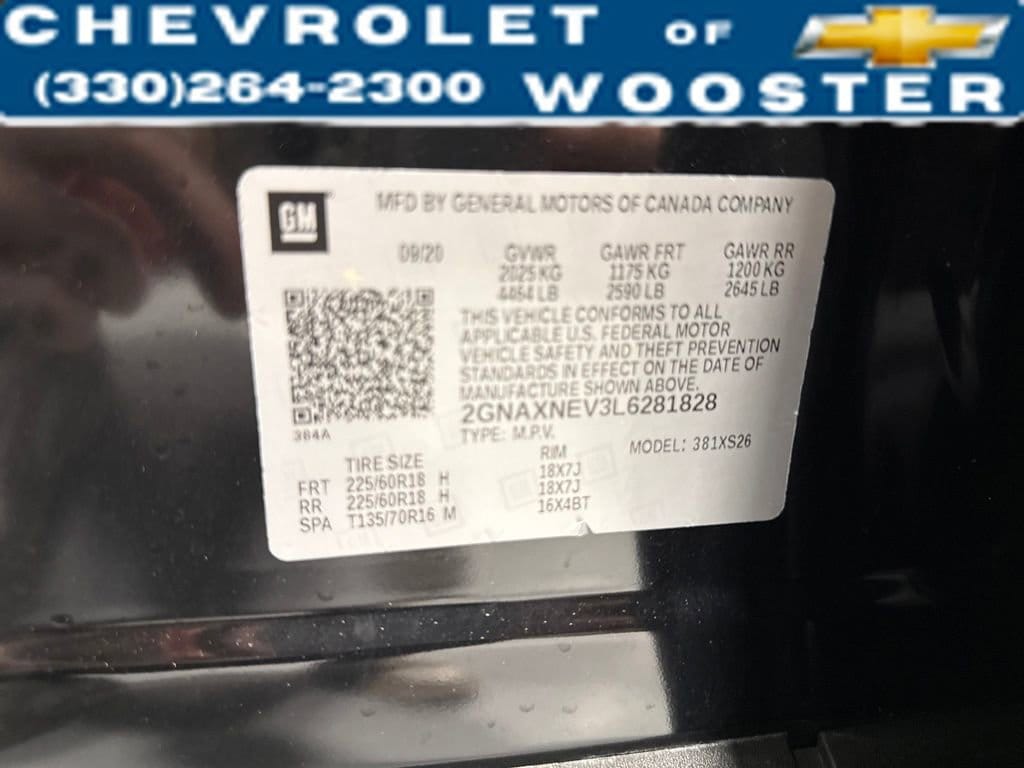 CHEVROLET OF
(330)264-2300 WOOSTER
GM
MFD BY GENERAL MOTORS OF CANADA COMPANY
09/20 GVWR GAWR FRT GAWR RR
2025 KG 1175 KG 1200 KG
4464 LB 2590 LB 2645 LB
THIS VEHICLE CONFORMS TO ALL
APPLICABLE U.S. FEDERAL MOTOR
VEHICLE SAFETY AND THEFT PREVENTION
STANDARDS IN EFFECT ON THE DATE OF
MANUFACTURE SHOWN ABOVE.
2GNAXNEV3L6281828
384A
TYPE: M.P.V. MODEL: 381XS26
TIRE SIZE RIM
FRT 225/60R18 H 18X7J
RR 225/60R18 H 18X7J
SPA T135/70R16 M 16X4BT